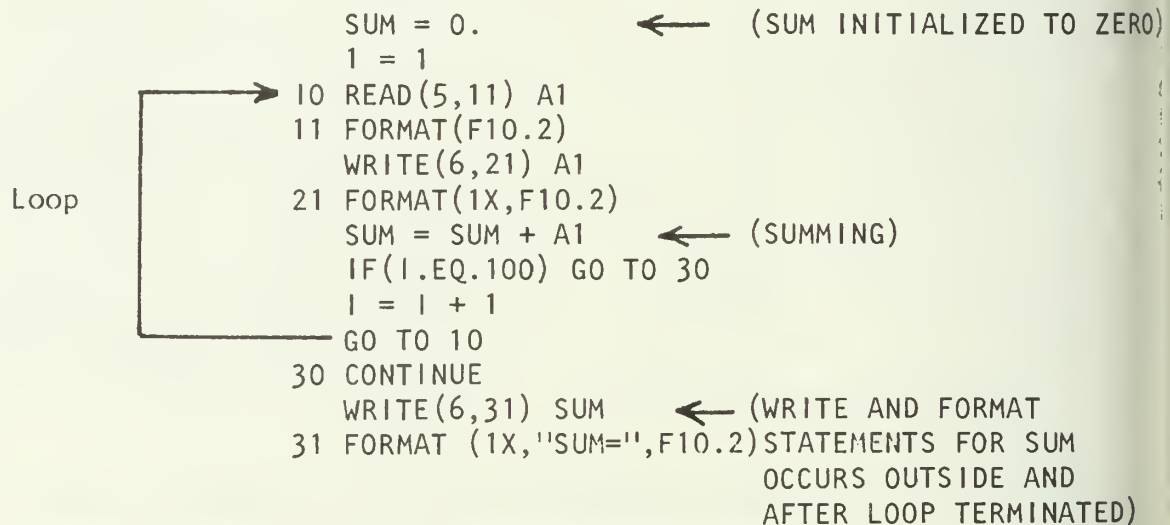 SUM = 0. (SUM INITIALIZED TO ZERO)
I = 1
10 READ(5,11) A1
11 FORMAT(F10.2)
WRITE(6,21) A1
Loop 21 FORMAT(1X,F10.2)
SUM = SUM + A1 (SUMMING)
IF(I.EQ.100) GO TO 30
I = I + 1
GO TO 10
30 CONTINUE
WRITE(6,31) SUM (WRITE AND FORMAT
31 FORMAT (1X,"SUM=",F10.2) STATEMENTS FOR SUM
OCCURS OUTSIDE AND
AFTER LOOP TERMINATED)